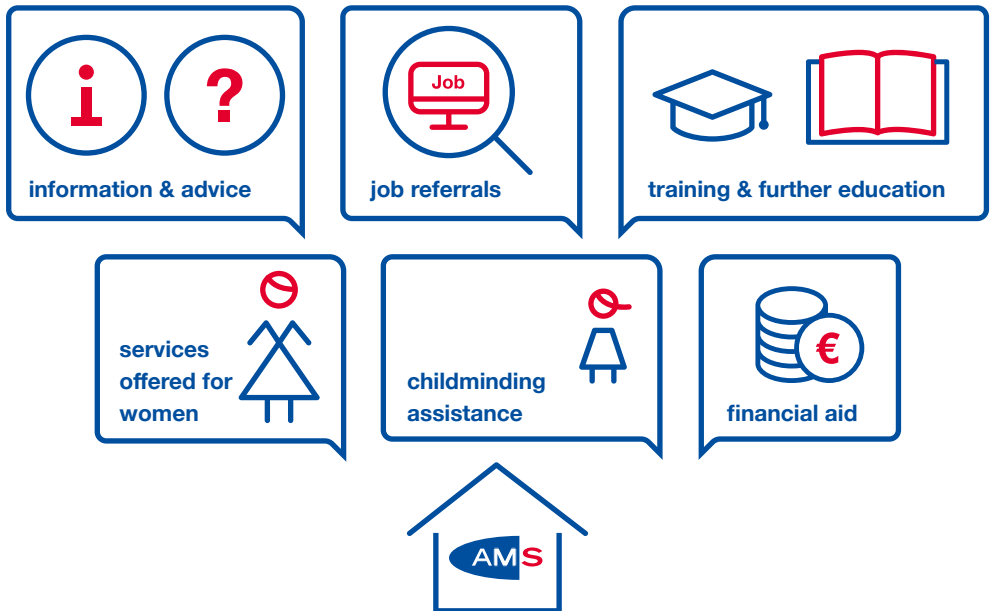 i
?
information & advice
Job
job referrals
training & further education
services
offered for
women
childminding
assistance
€
financial aid
AMS